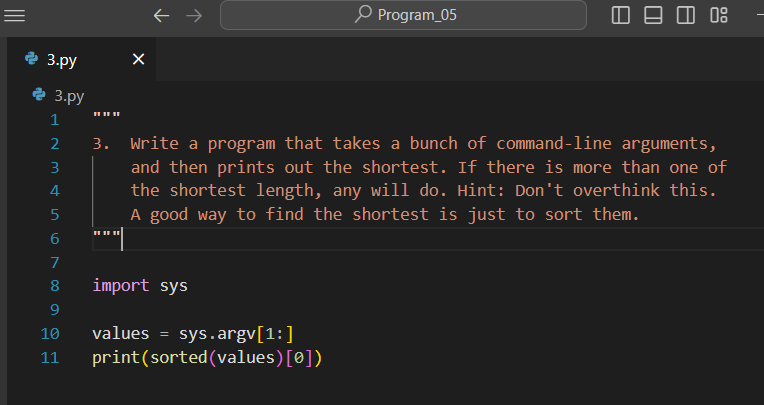 Program_05
3.py
3.py
1 """
2 3.  Write a program that takes a bunch of command-line arguments,
3     and then prints out the shortest. If there is more than one of
4     the shortest length, any will do. Hint: Don't overthink this.
5     A good way to find the shortest is just to sort them.
6 """
7
8 import sys
9
10 values = sys.argv[1:]
11 print(sorted(values)[0])